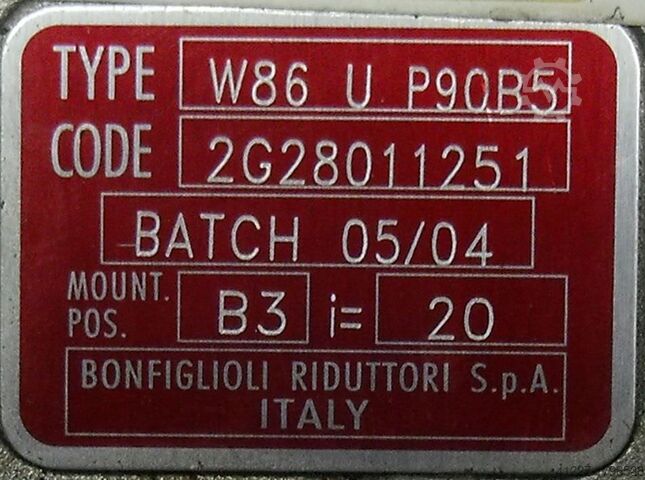 TYPE W86 U P90B5
CODE 2G28011251
BATCH 05/04
MOUNT. POS. B3 i= 20
BONFIGLIOLI RIDUTTORI S.p.A.
ITALY